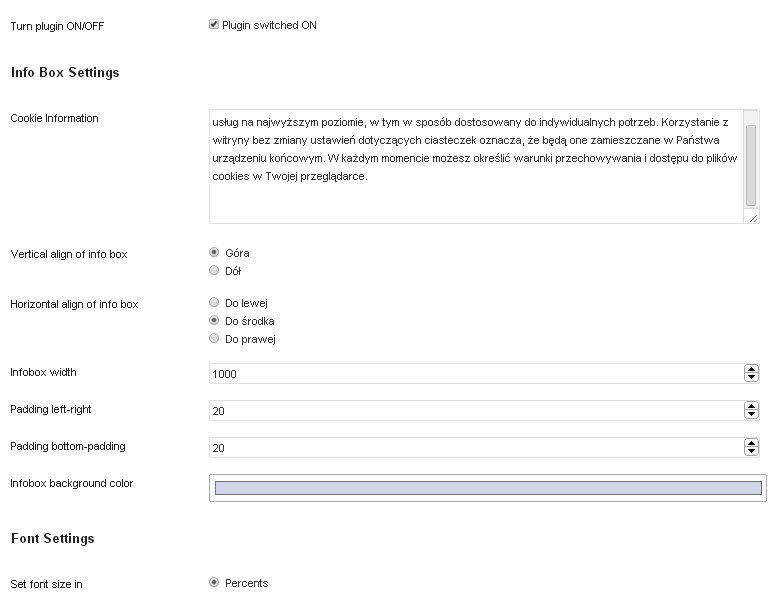 Turn plugin ON/OFF
Plugin switched ON
Info Box Settings
Cookie Information
usług na najwyższym poziomie, w tym w sposób dostosowany do indywidualnych potrzeb. Korzystanie z
witryny bez zmiany ustawień dotyczących ciasteczek oznacza, że będą one zamieszczane w Państwa
urządzeniu końcowym. W każdym momencie możesz określić warunki przechowywania i dostępu do plików
cookies w Twojej przeglądarce.
Vertical align of info box
Góra
Dół
Horizontal align of info box
Do lewej
Do środka
Do prawej
Infobox width
1000
Padding left-right
20
Padding bottom-padding
20
Infobox background color
Font Settings
Set font size in
Percents